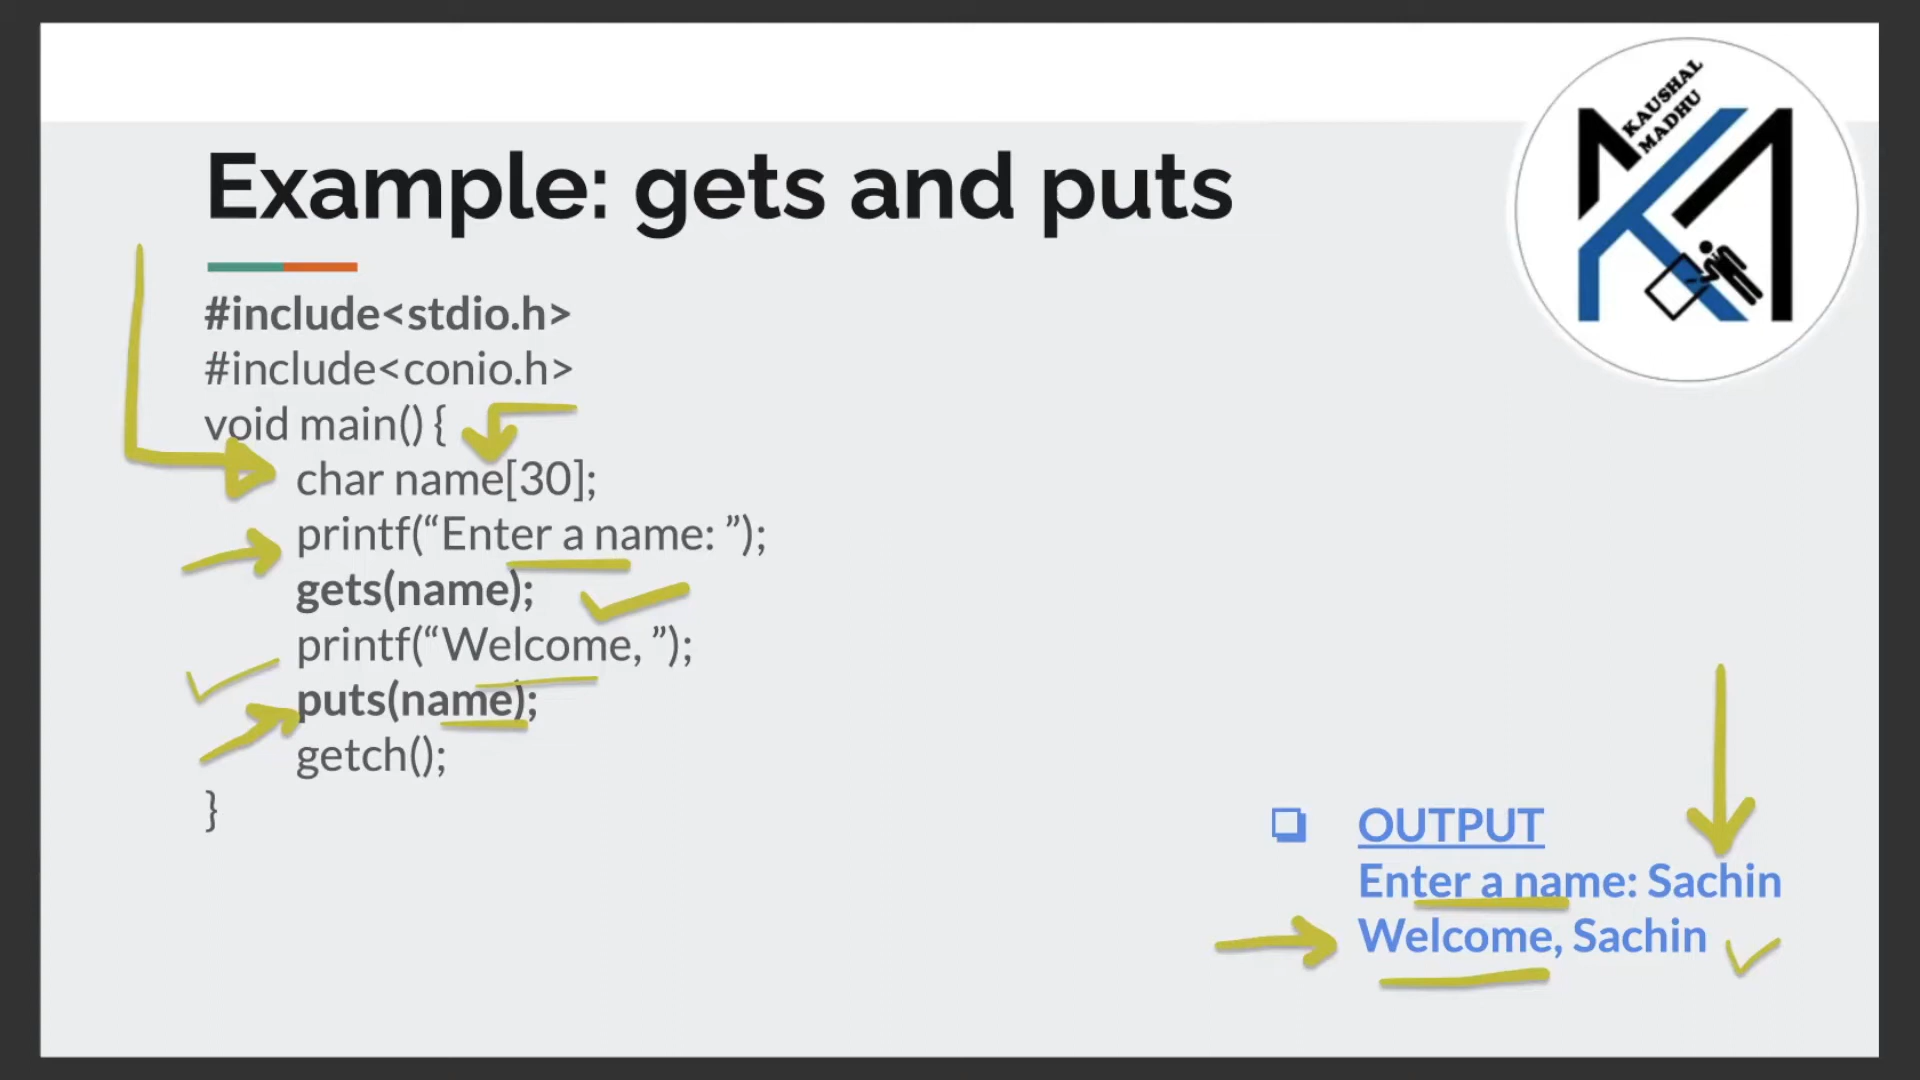 KAUSHAL
MADHU
Example: gets and puts
#include<stdio.h>
#include<conio.h>
void main() {
char name[30];
printf(“Enter a name: ”);
gets(name);
printf(“Welcome, ”);
puts(name);
getch();
}
OUTPUT
Enter a name: Sachin
Welcome, Sachin